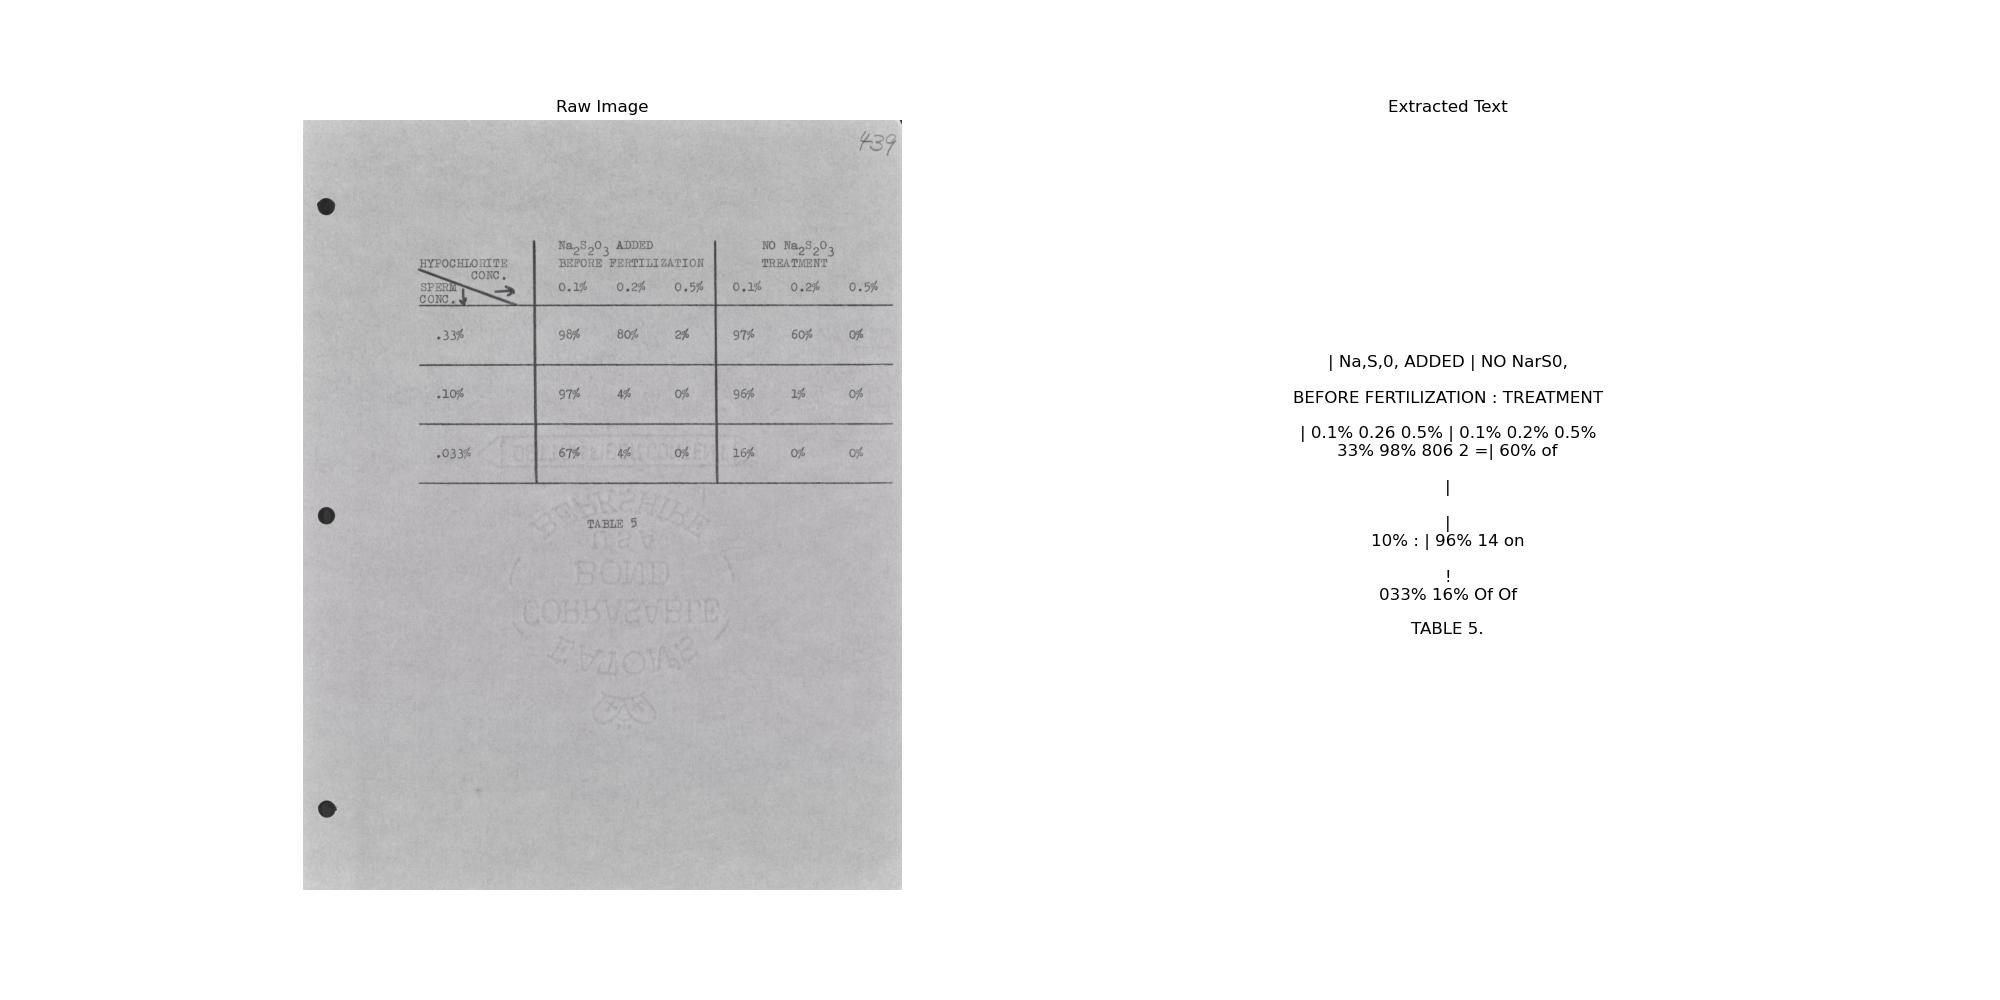 Raw Image
439
Na2S2O3 ADDED NO Na2S2O3
HYPOCHLORITE BEFORE FERTILIZATION TREATMENT
CONC.
SPERM 0.1% 0.2% 0.5% 0.1% 0.2% 0.5%
CONC.
.33% 98% 80% 2% 97% 60% 0%
.10% 97% 4% 0% 96% 1% 0%
.033% 67% 4% 0% 16% 0% 0%
TABLE 5
BERKSHIRE
USA
BOND
CORRASABLE
EATON'S
Extracted Text
| Na,S,0, ADDED | NO NarS0,
BEFORE FERTILIZATION : TREATMENT
| 0.1% 0.26 0.5% | 0.1% 0.2% 0.5%
33% 98% 806 2 =| 60% of
|
|
10% : | 96% 14 on
!
033% 16% Of Of
TABLE 5.